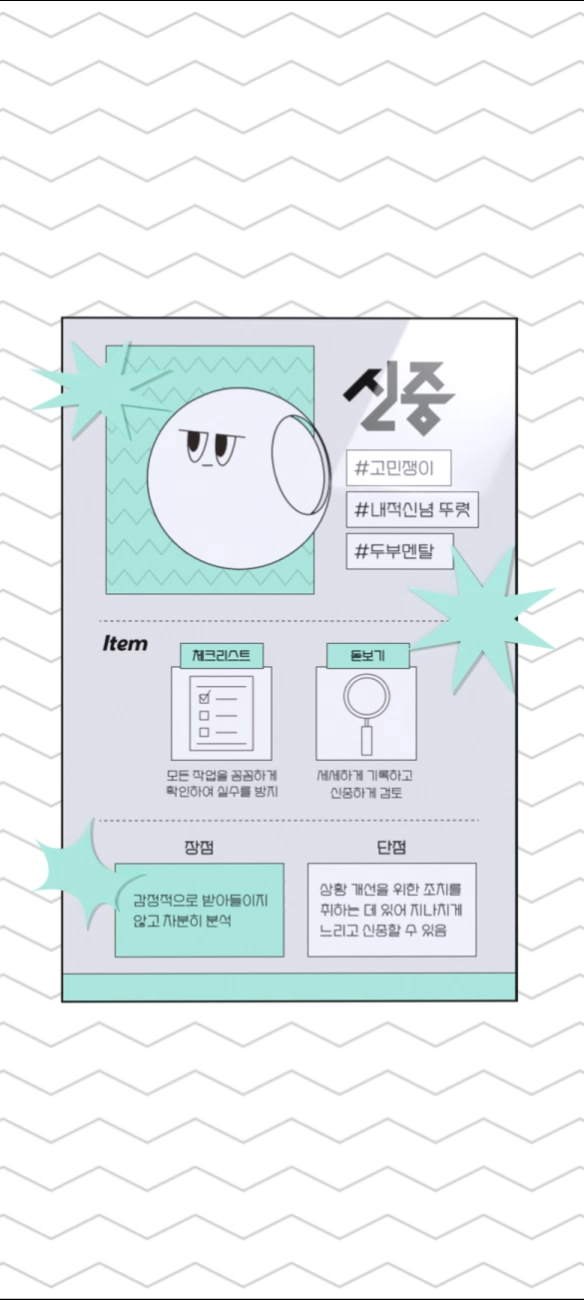 신중
#고민쟁이
#내적신념 뚜렷
#두부멘탈
Item
체크리스트
돋보기
모든 작업을 꼼꼼하게
확인하여 실수를 방지
세세하게 기록하고
신중하게 검토
장점
단점
감정적으로 받아들이지
않고 차분히 분석
상황 개선을 위한 조치를
취하는 데 있어 지나치게
느리고 신중할 수 있음